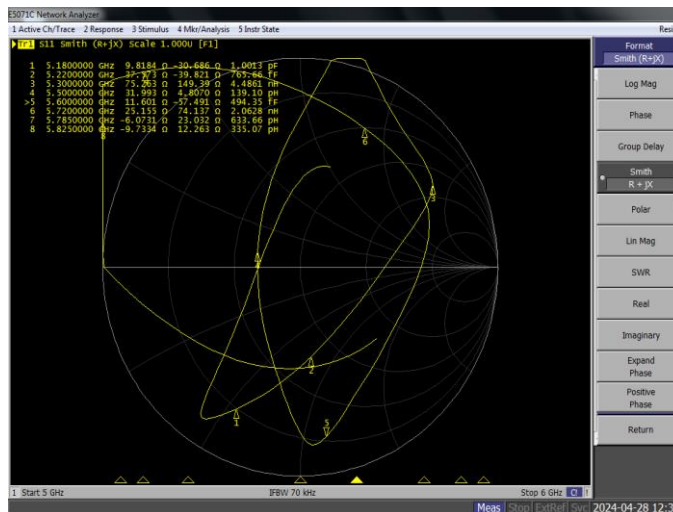 E5071C Network Analyzer
1 Active Ch/Trace 2 Response 3 Stimulus 4 Mkr/Analysis 5 Instr State
Tr1 S11 Smith (R+jX) Scale 1.000U [F1]
1 5.1800000 GHz 9.8184 Ω -30.686 Ω 1.0013 pF
2 5.2200000 GHz Ω -39.821 Ω 765.66 fF
3 5.3000000 GHz Ω 149.39 Ω 4.4861 nH
4 5.5000000 GHz 31.993 Ω 4.8070 Ω 139.10 pH
>5 5.6000000 GHz 11.601 Ω -57.491 Ω 494.35 fF
6 5.7200000 GHz 25.155 Ω 74.137 Ω 2.0628 nH
7 5.7850000 GHz -6.0731 Ω 23.032 Ω 633.66 pH
8 5.8250000 GHz -9.7334 Ω 12.263 Ω 335.07 pH
8
6
3
4
2
1
5
1 Start 5 GHz IFBW 70 kHz Stop 6 GHz C!
Meas Stop ExtRef Svc 2024-04-28 12:3
Resi
Format
Smith (R+jX)
Log Mag
Phase
Group Delay
Smith
R + jX
Polar
Lin Mag
SWR
Real
Imaginary
Expand
Phase
Positive
Phase
Return